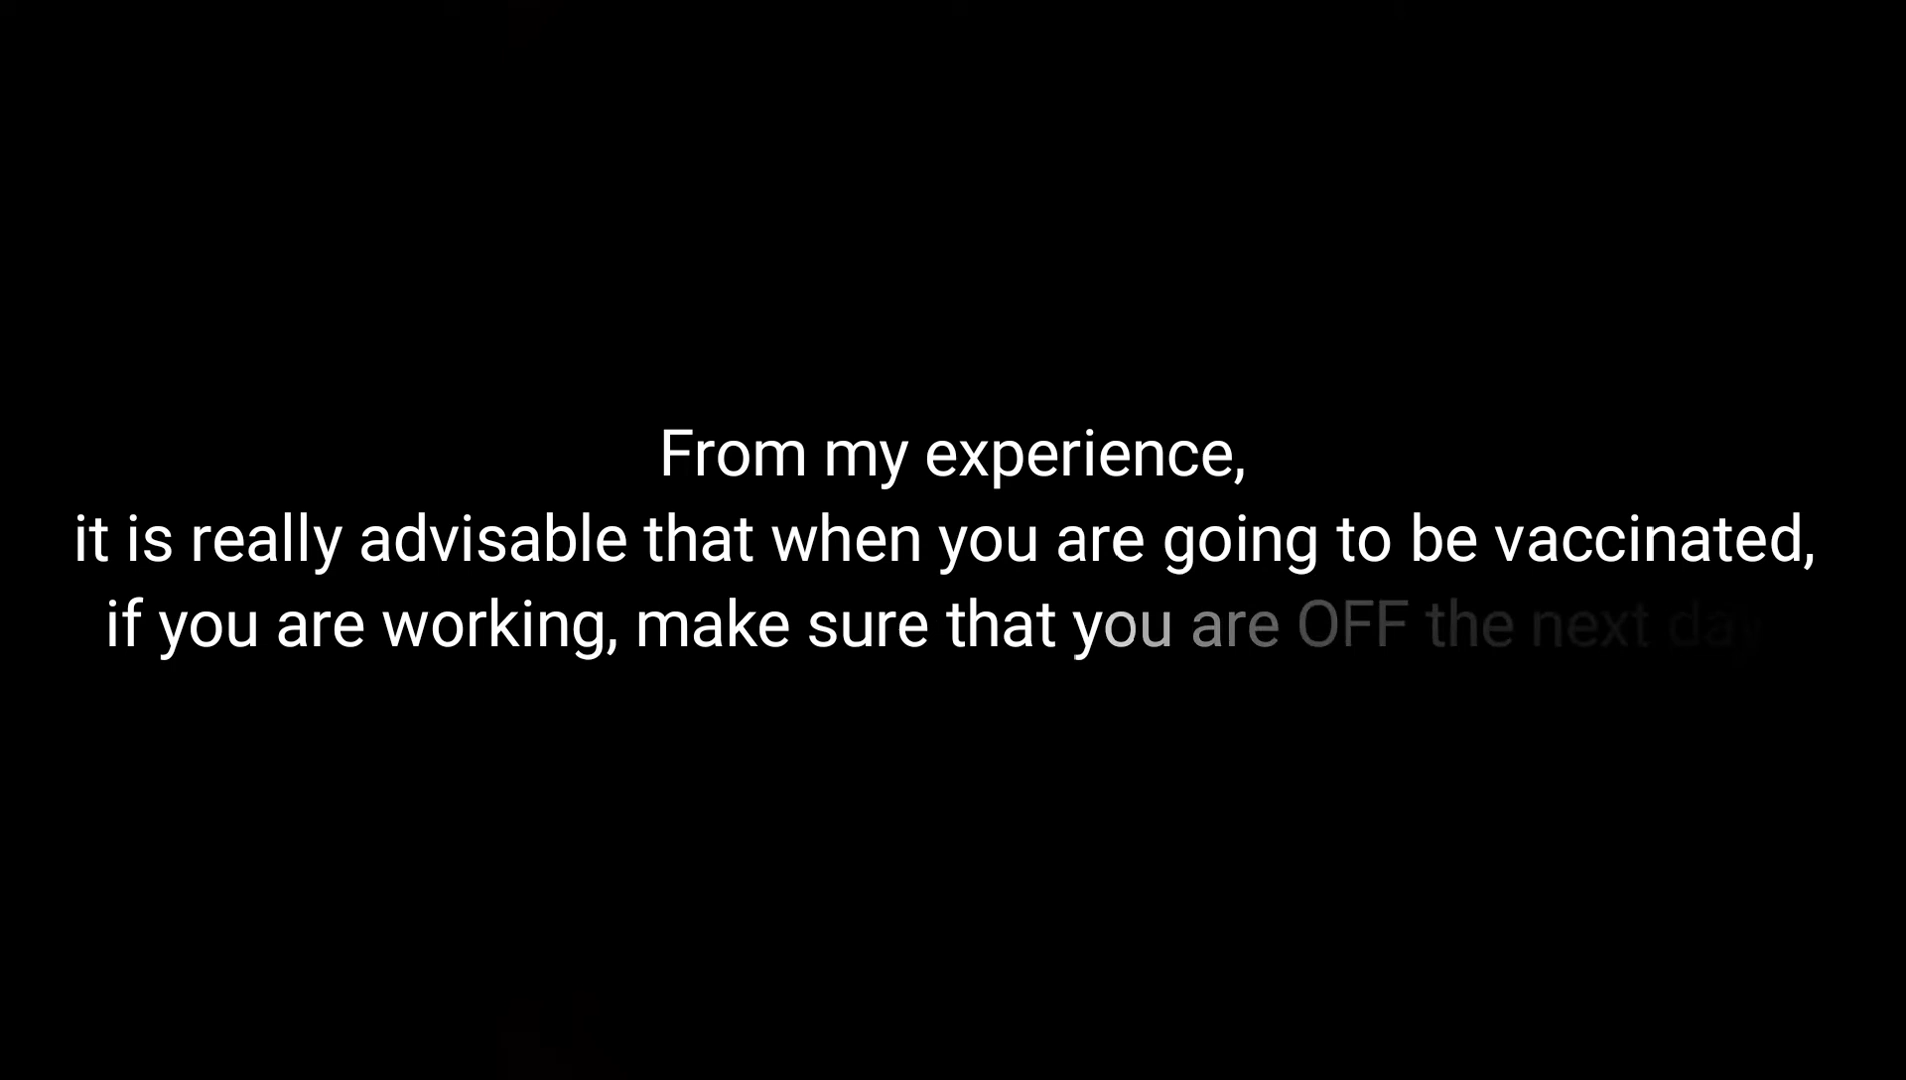 From my experience,
it is really advisable that when you are going to be vaccinated,
if you are working, make sure that you are OFF the next day